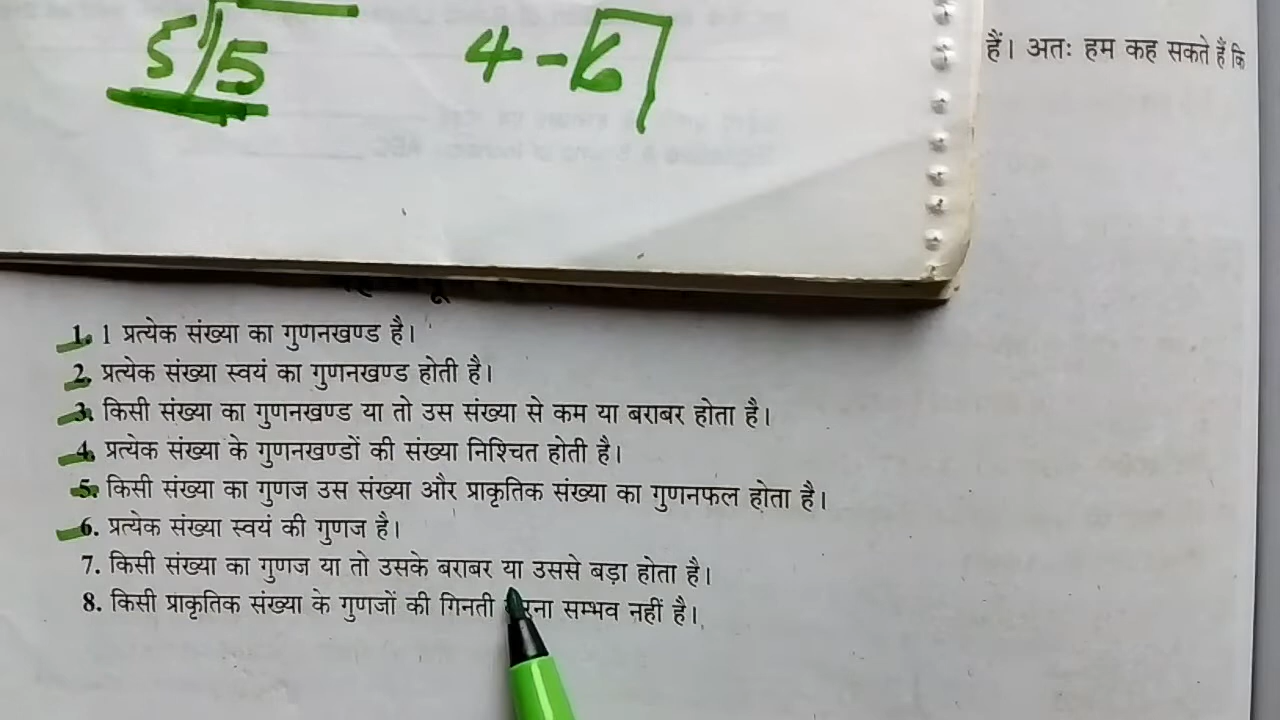 5 5
4 - 6
हैं। अतः हम कह सकते हैं कि
1. 1 प्रत्येक संख्या का गुणनखण्ड है।
2. प्रत्येक संख्या स्वयं का गुणनखण्ड होती है।
3. किसी संख्या का गुणनखण्ड या तो उस संख्या से कम या बराबर होता है।
4. प्रत्येक संख्या के गुणनखण्डों की संख्या निश्चित होती है।
5. किसी संख्या का गुणज उस संख्या और प्राकृतिक संख्या का गुणनफल होता है।
6. प्रत्येक संख्या स्वयं की गुणज है।
7. किसी संख्या का गुणज या तो उसके बराबर या उससे बड़ा होता है।
8. किसी प्राकृतिक संख्या के गुणजों की गिनती सम्भव नहीं है।